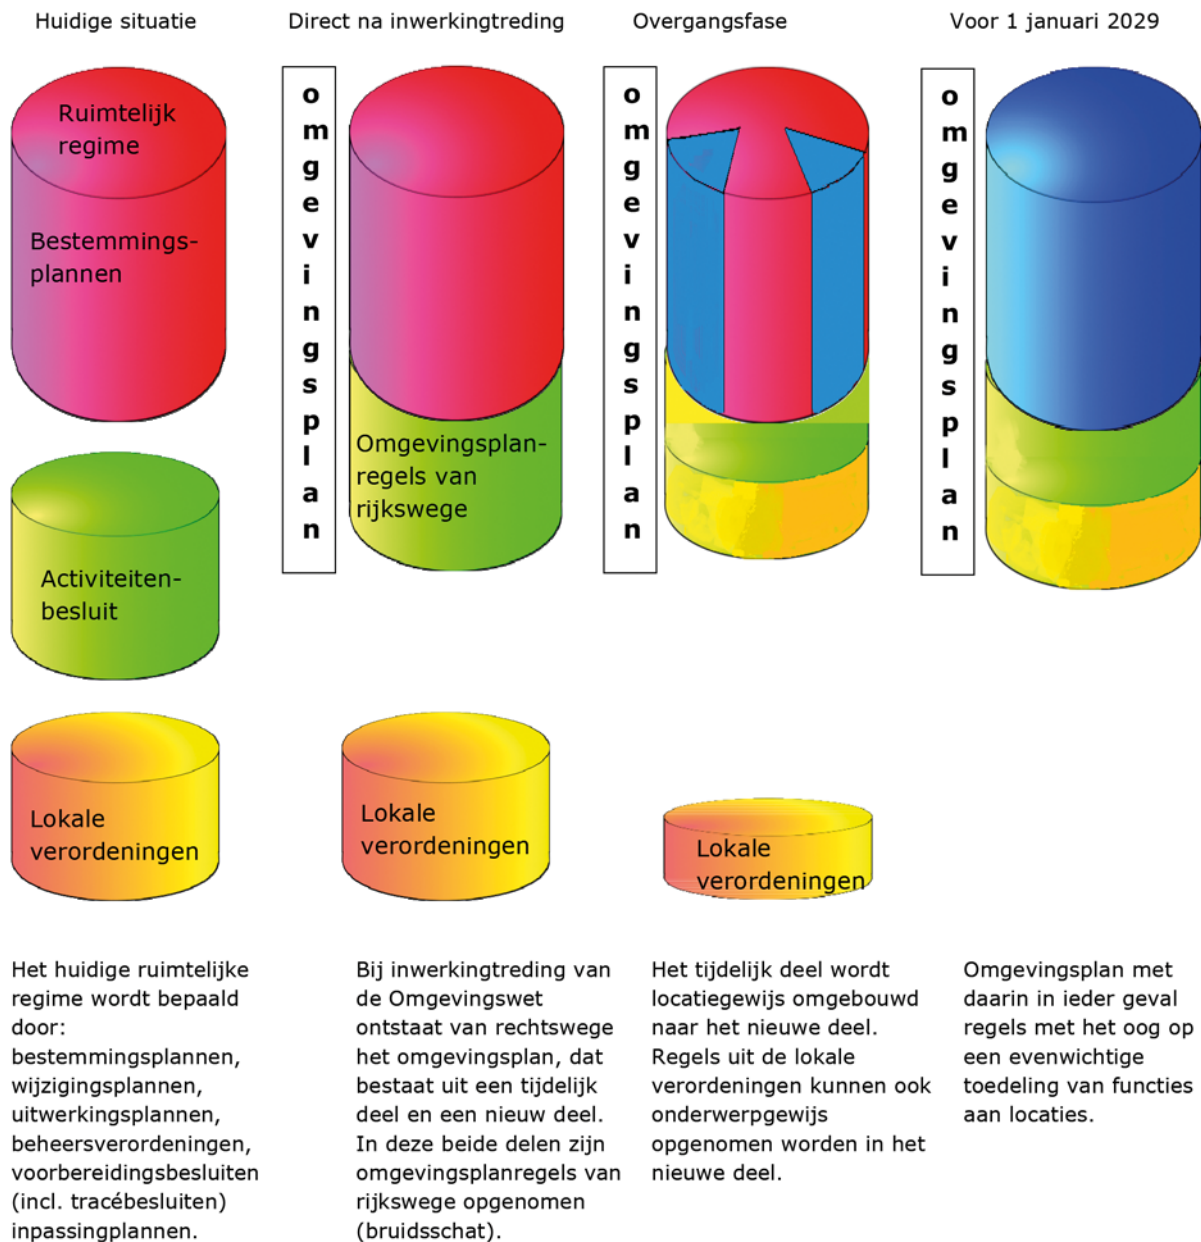 Huidige situatie
Direct na inwerkingtreding
Overgangsfase
Voor 1 januari 2029
Ruimtelijk
regime
Bestemmings-
plannen
Activiteiten-
besluit
Lokale
verordeningen
omgevingsplan
Omgevingsplan-
regels van
rijkswege
Lokale
verordeningen
omgevingsplan
Lokale
verordeningen
omgevingsplan
Het huidige ruimtelijke
regime wordt bepaald
door:
bestemmingsplannen,
wijzigingsplannen,
uitwerkingsplannen,
beheersverordeningen,
voorbereidingsbesluiten
(incl. tracébesluiten)
inpassingplannen.
Bij inwerkingtreding van
de Omgevingswet
ontstaat van rechtswege
het omgevingsplan, dat
bestaat uit een tijdelijk
deel en een nieuw deel.
In deze beide delen zijn
omgevingsplanregels van
rijkswege opgenomen
(bruidsschat).
Het tijdelijk deel wordt
locatiegewijs omgebouwd
naar het nieuwe deel.
Regels uit de lokale
verordeningen kunnen ook
onderwerpgewijs
opgenomen worden in het
nieuwe deel.
Omgevingsplan met
daarin in ieder geval
regels met het oog op
een evenwichtige
toedeling van functies
aan locaties.